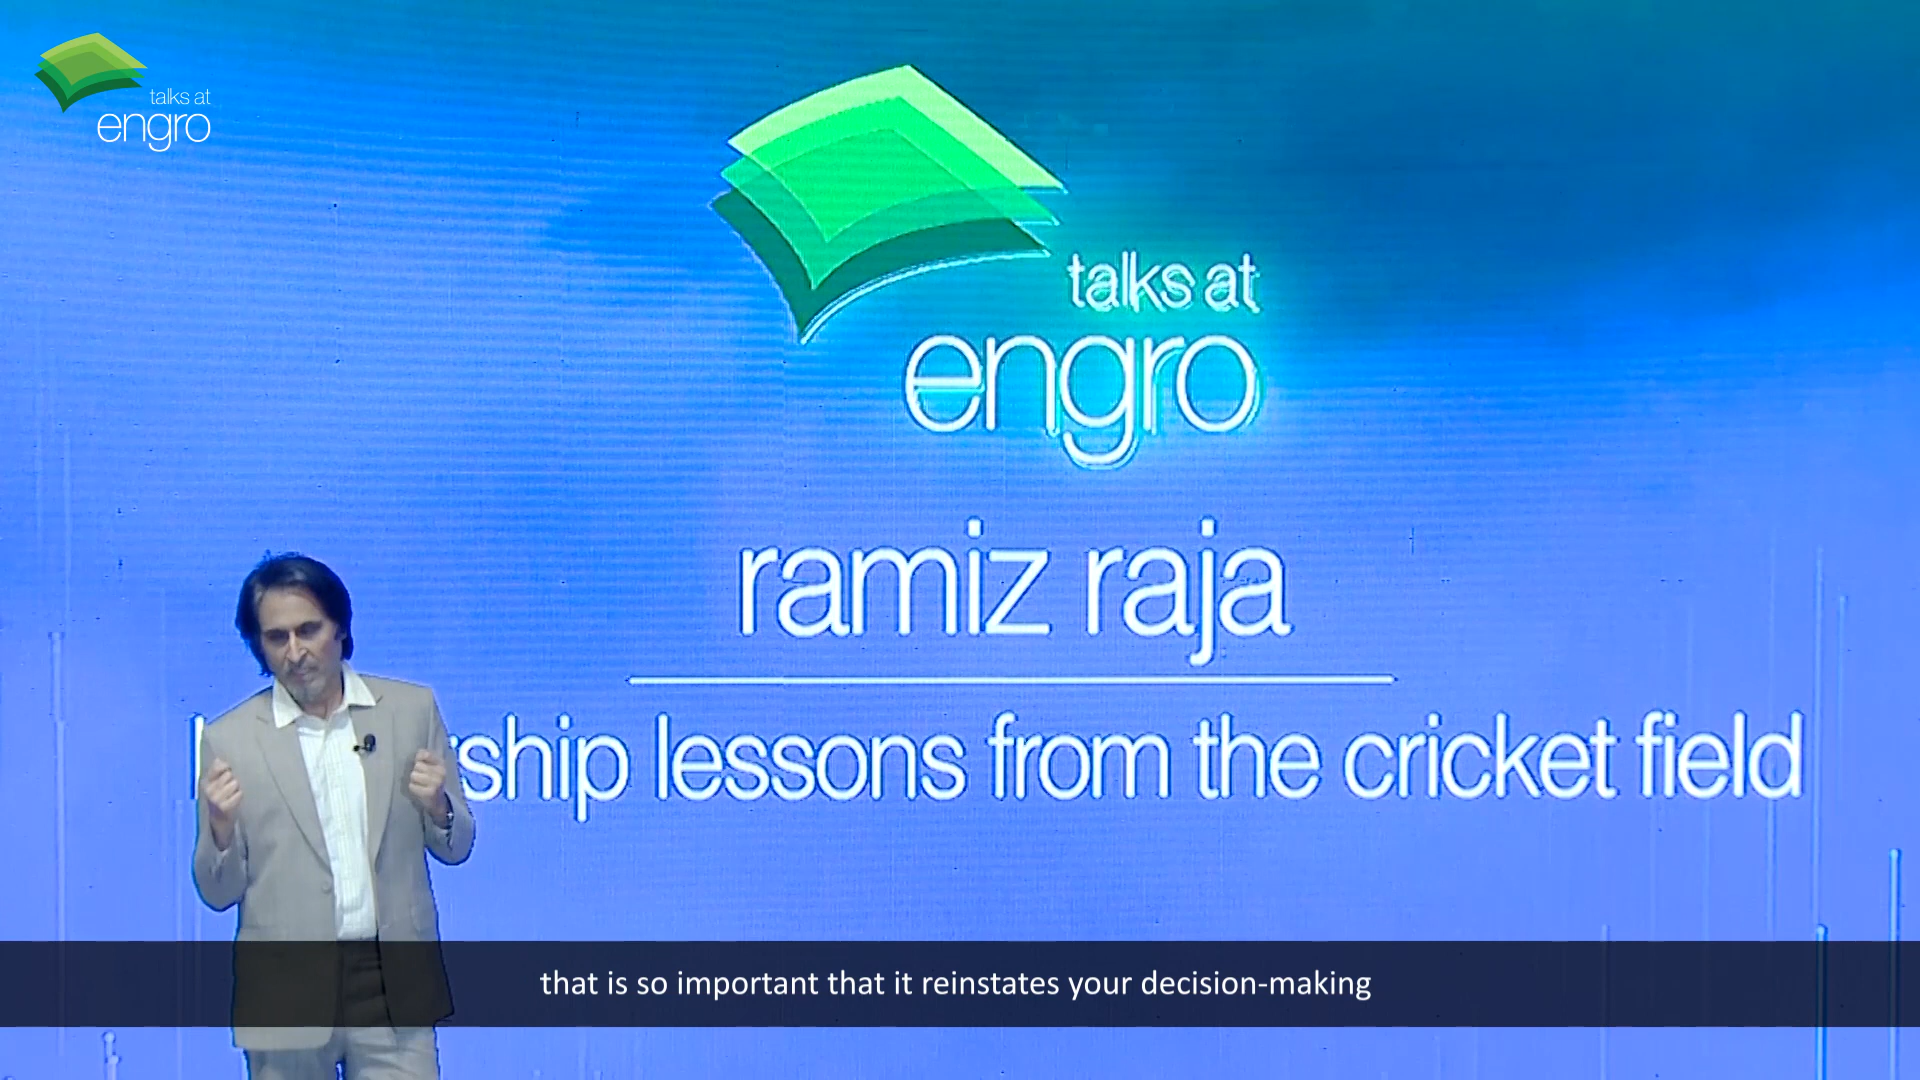 talks at
engro
talks at
engro
ramiz raja
ship lessons from the cricket field
that is so important that it reinstates your decision-making